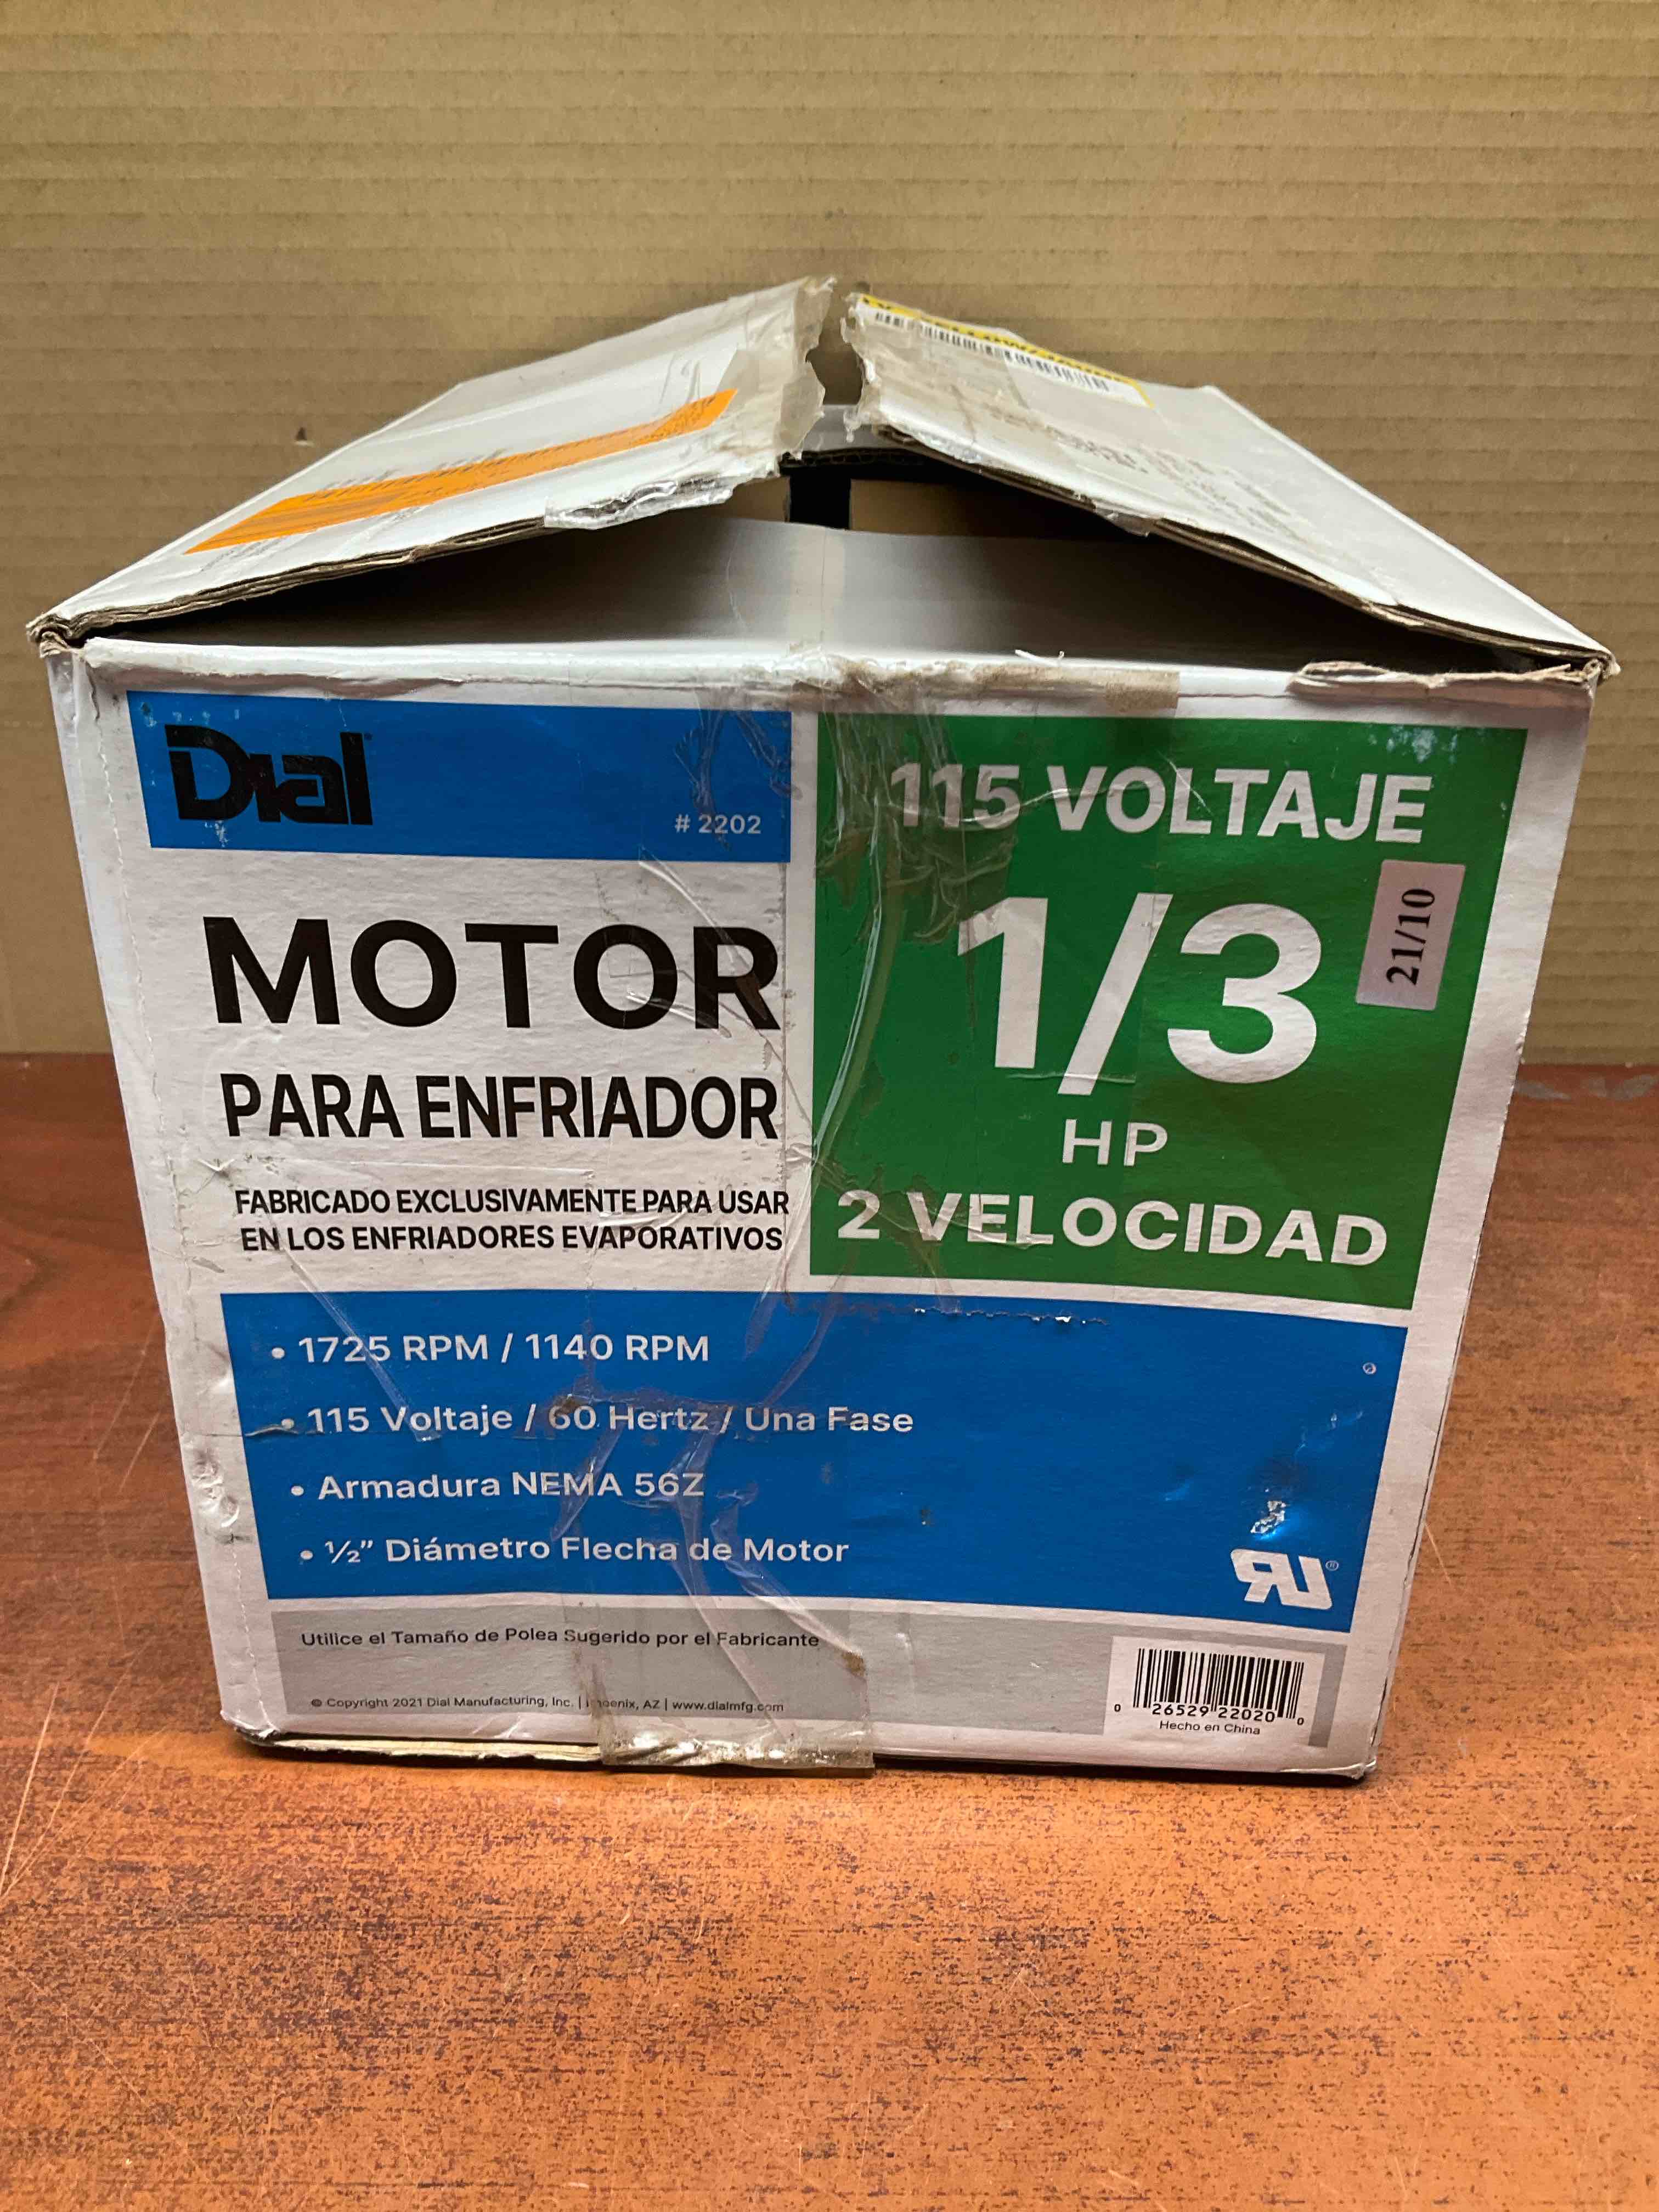 Dial
# 2202
115 VOLTAJE
1/3
HP
2 VELOCIDAD
21/10
MOTOR
PARA ENFRIADOR
FABRICADO EXCLUSIVAMENTE PARA USAR
EN LOS ENFRIADORES EVAPORATIVOS
• 1725 RPM / 1140 RPM
• 115 Voltaje / 60 Hertz / Una Fase
• Armadura NEMA 56Z
• ½" Diámetro Flecha de Motor
Utilice el Tamaño de Polea Sugerido por el Fabricante
© Copyright 2021 Dial Manufacturing, Inc. | Phoenix, AZ | www.dialmfg.com
0 26529 22020 0
Hecho en China